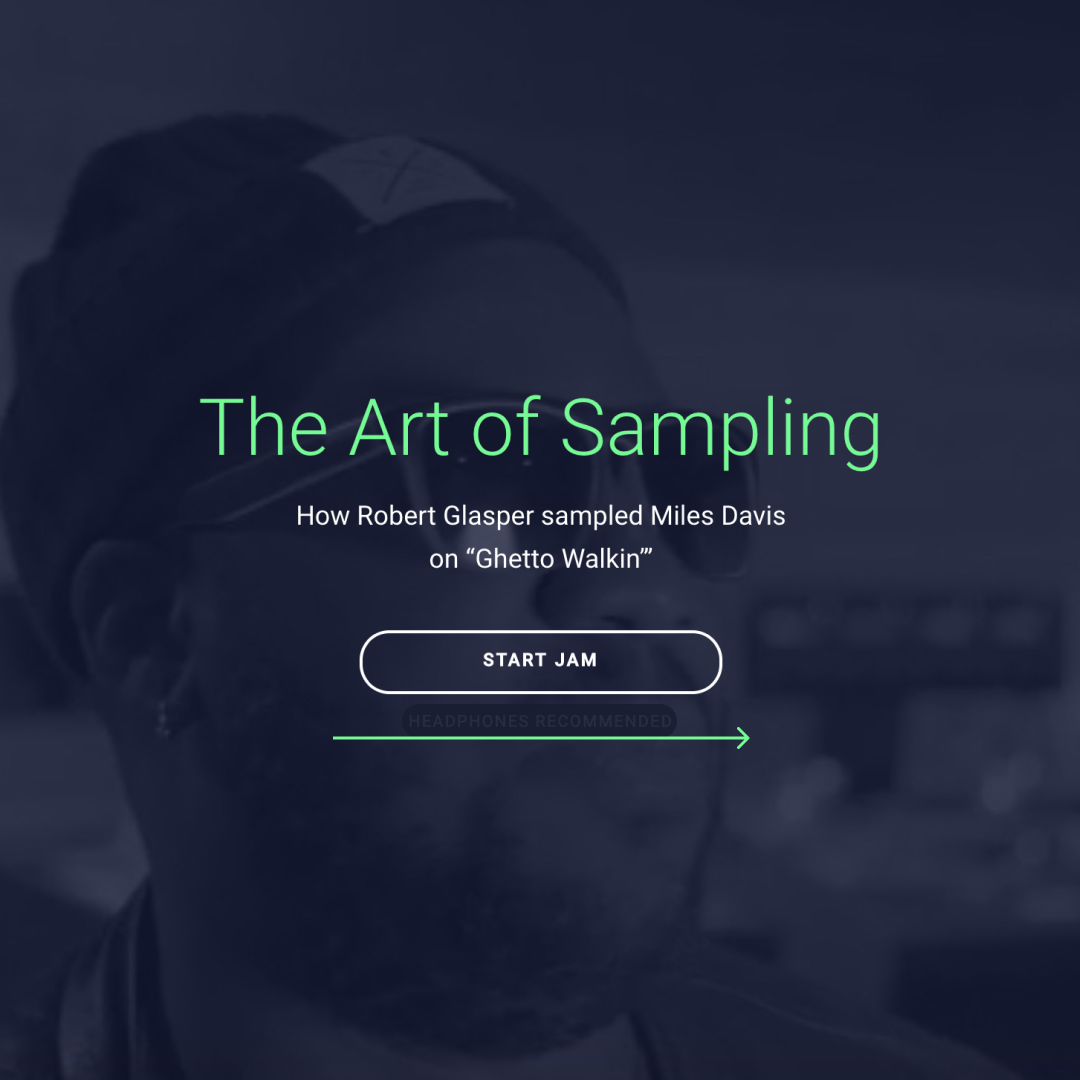 The Art of Sampling
How Robert Glasper sampled Miles Davis
on “Ghetto Walkin’”
START JAM
HEADPHONES RECOMMENDED